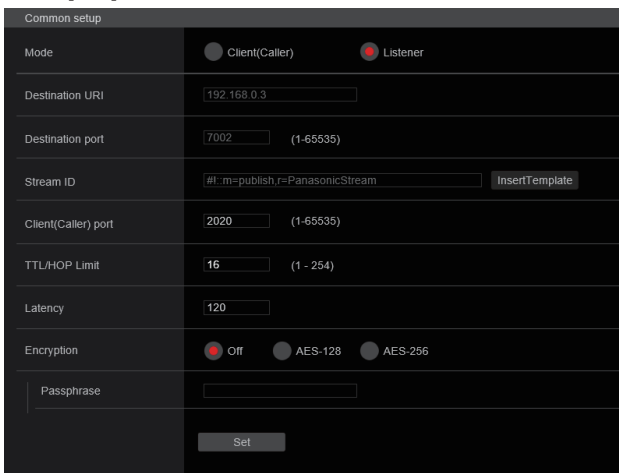 Common setup
Mode Client(Caller) Listener
Destination URI 192.168.0.3
Destination port 7002 (1-65535)
Stream ID #!::m=publish,r=PanasonicStream InsertTemplate
Client(Caller) port 2020 (1-65535)
TTL/HOP Limit 16 (1 - 254)
Latency 120
Encryption Off AES-128 AES-256
Passphrase
Set